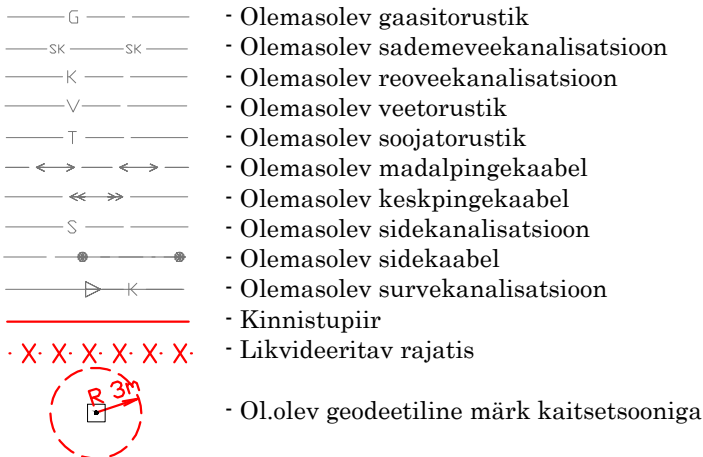 G - Olemasolev gaasitorustik
SK SK - Olemasolev sademeveekanalisatsioon
K - Olemasolev reoveekanalisatsioon
V - Olemasolev veetorustik
T - Olemasolev soojatorustik
- Olemasolev madalpingekaabel
- Olemasolev keskpingekaabel
S - Olemasolev sidekanalisatsioon
- Olemasolev sidekaabel
K - Olemasolev survekanalisatsioon
- Kinnistupiir
X X X X X X - Likvideeritav rajatis
R 3m - Ol.olev geodeetiline märk kaitsetsooniga